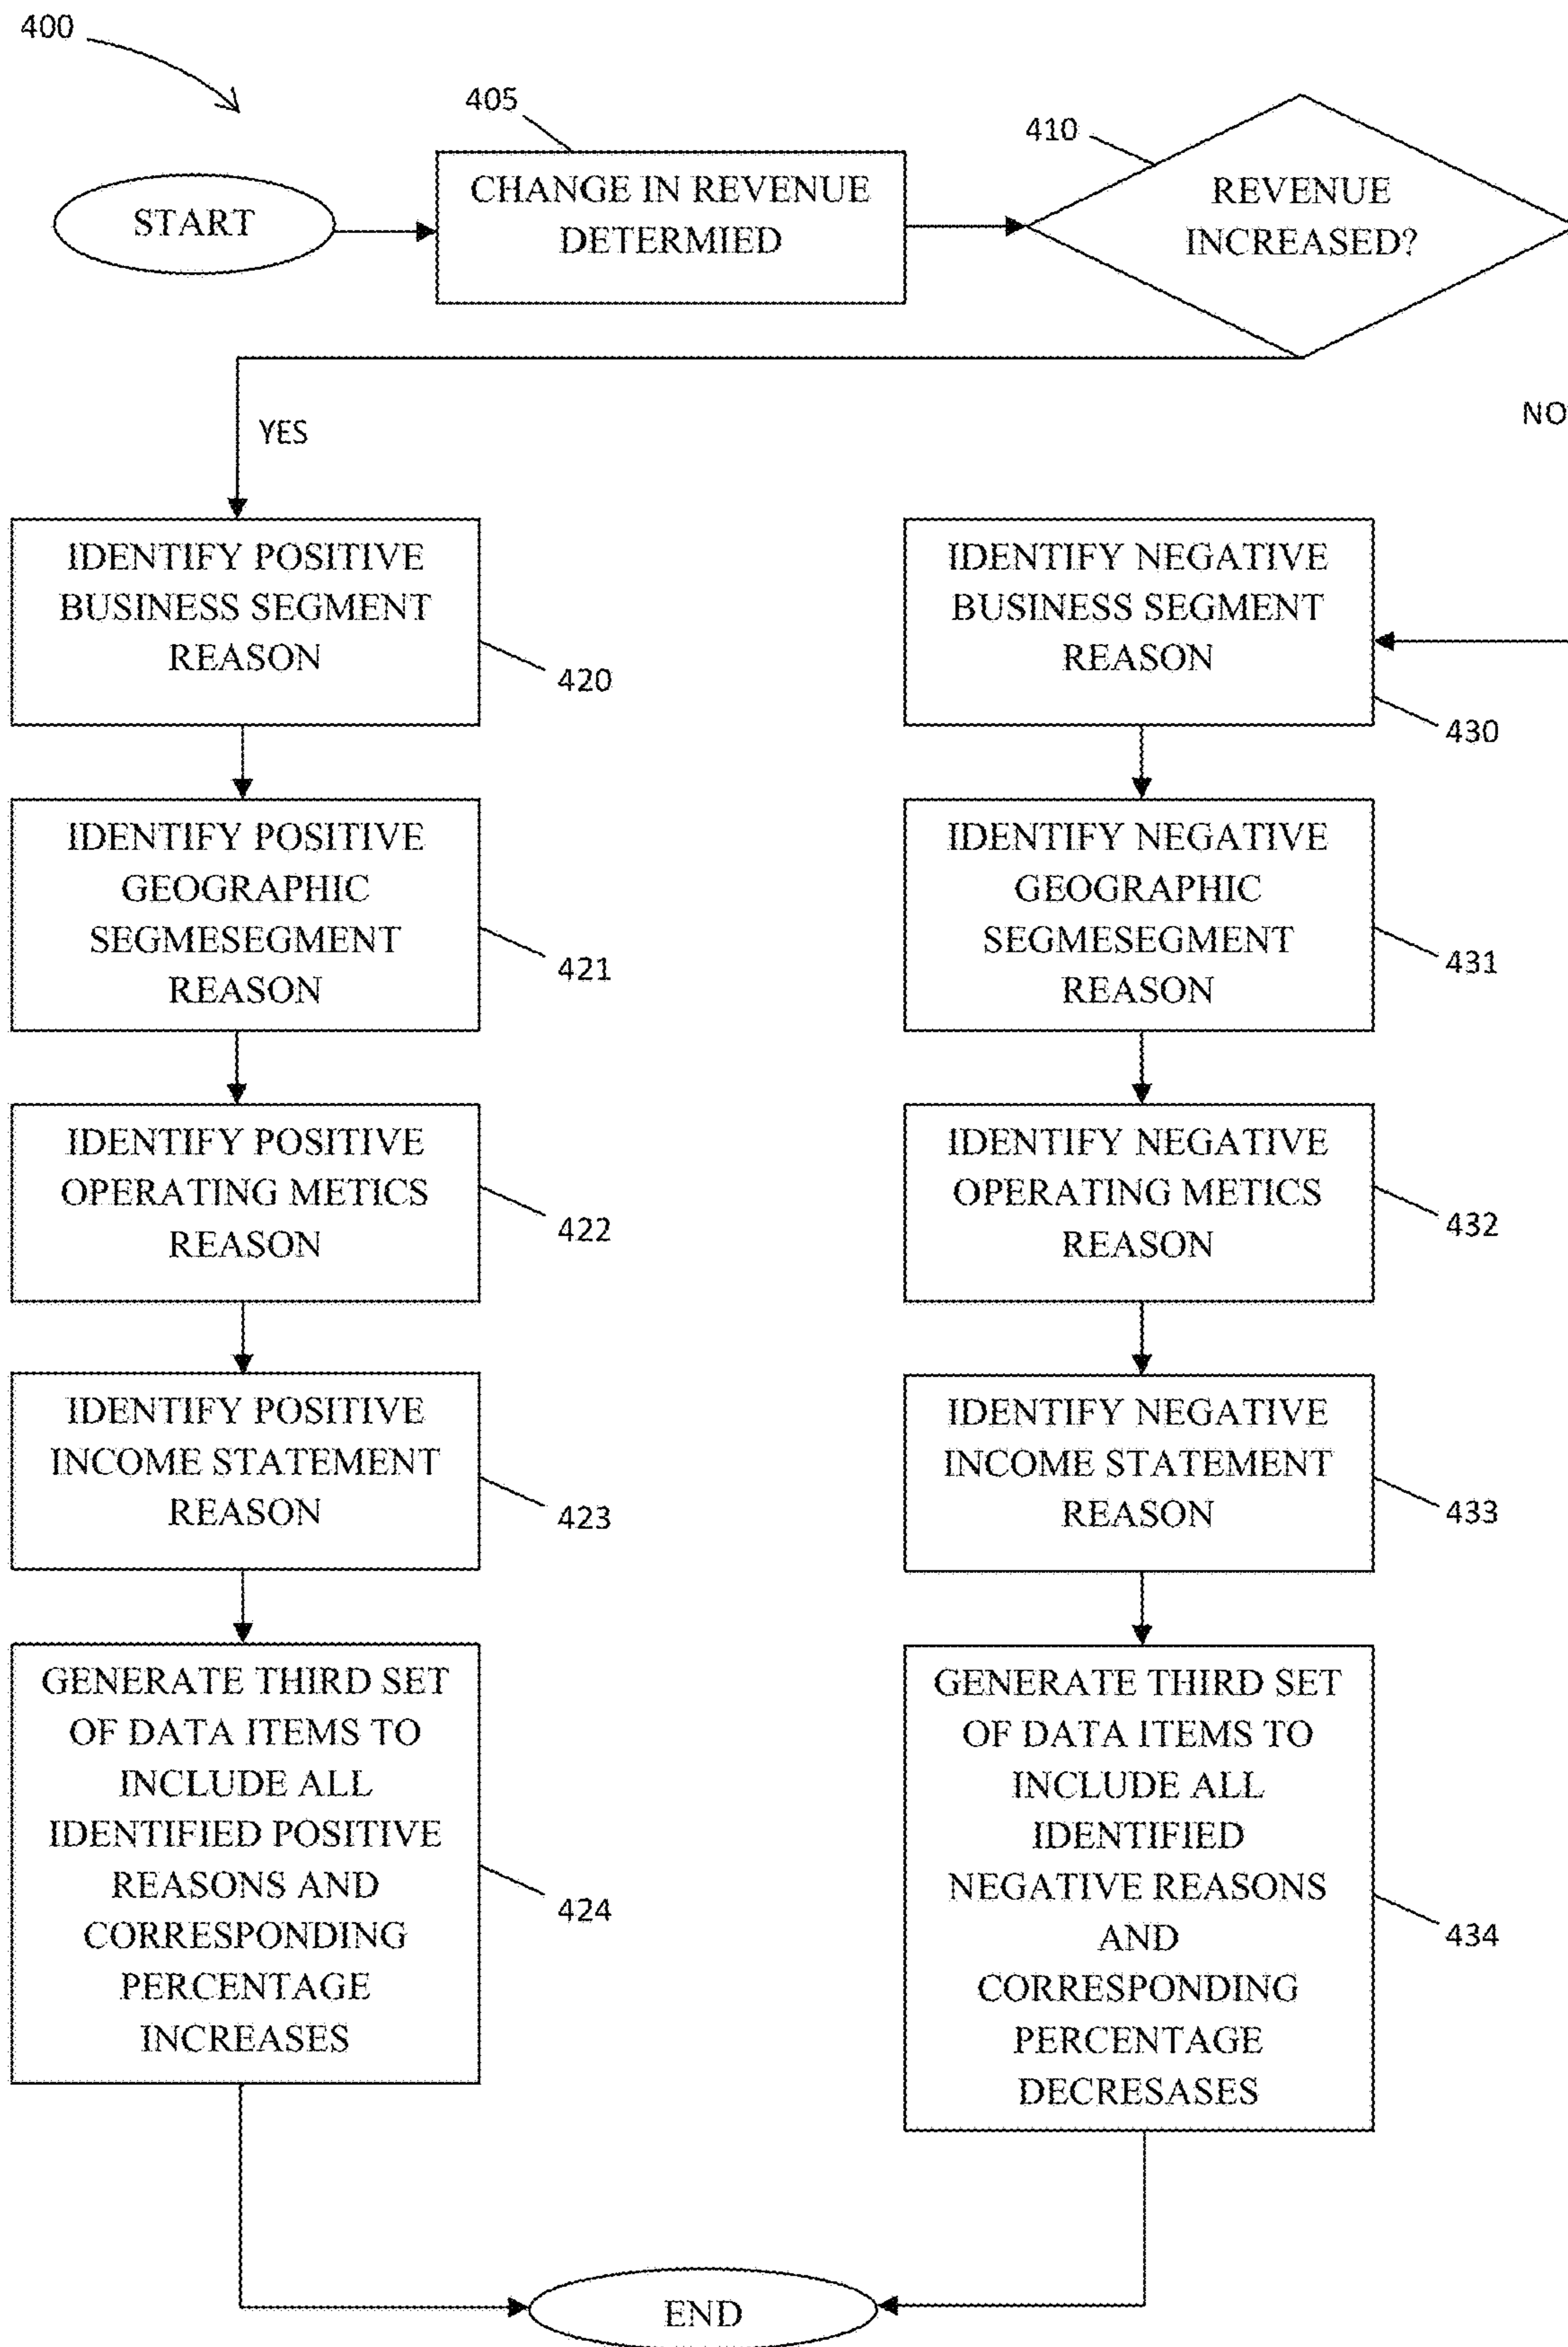 400
405
410
START
CHANGE IN REVENUE
DETERMIED
REVENUE
INCREASED?
YES
NO
IDENTIFY POSITIVE
BUSINESS SEGMENT
REASON
420
IDENTIFY POSITIVE
GEOGRAPHIC
SEGMESEGMENT
REASON
421
IDENTIFY POSITIVE
OPERATING METICS
REASON
422
IDENTIFY POSITIVE
INCOME STATEMENT
REASON
423
GENERATE THIRD SET
OF DATA ITEMS TO
INCLUDE ALL
IDENTIFIED POSITIVE
REASONS AND
CORRESPONDING
PERCENTAGE
INCREASES
424
IDENTIFY NEGATIVE
BUSINESS SEGMENT
REASON
430
IDENTIFY NEGATIVE
GEOGRAPHIC
SEGMESEGMENT
REASON
431
IDENTIFY NEGATIVE
OPERATING METICS
REASON
432
IDENTIFY NEGATIVE
INCOME STATEMENT
REASON
433
GENERATE THIRD SET
OF DATA ITEMS TO
INCLUDE ALL
IDENTIFIED
NEGATIVE REASONS
AND
CORRESPONDING
PERCENTAGE
DECRESASES
434
END